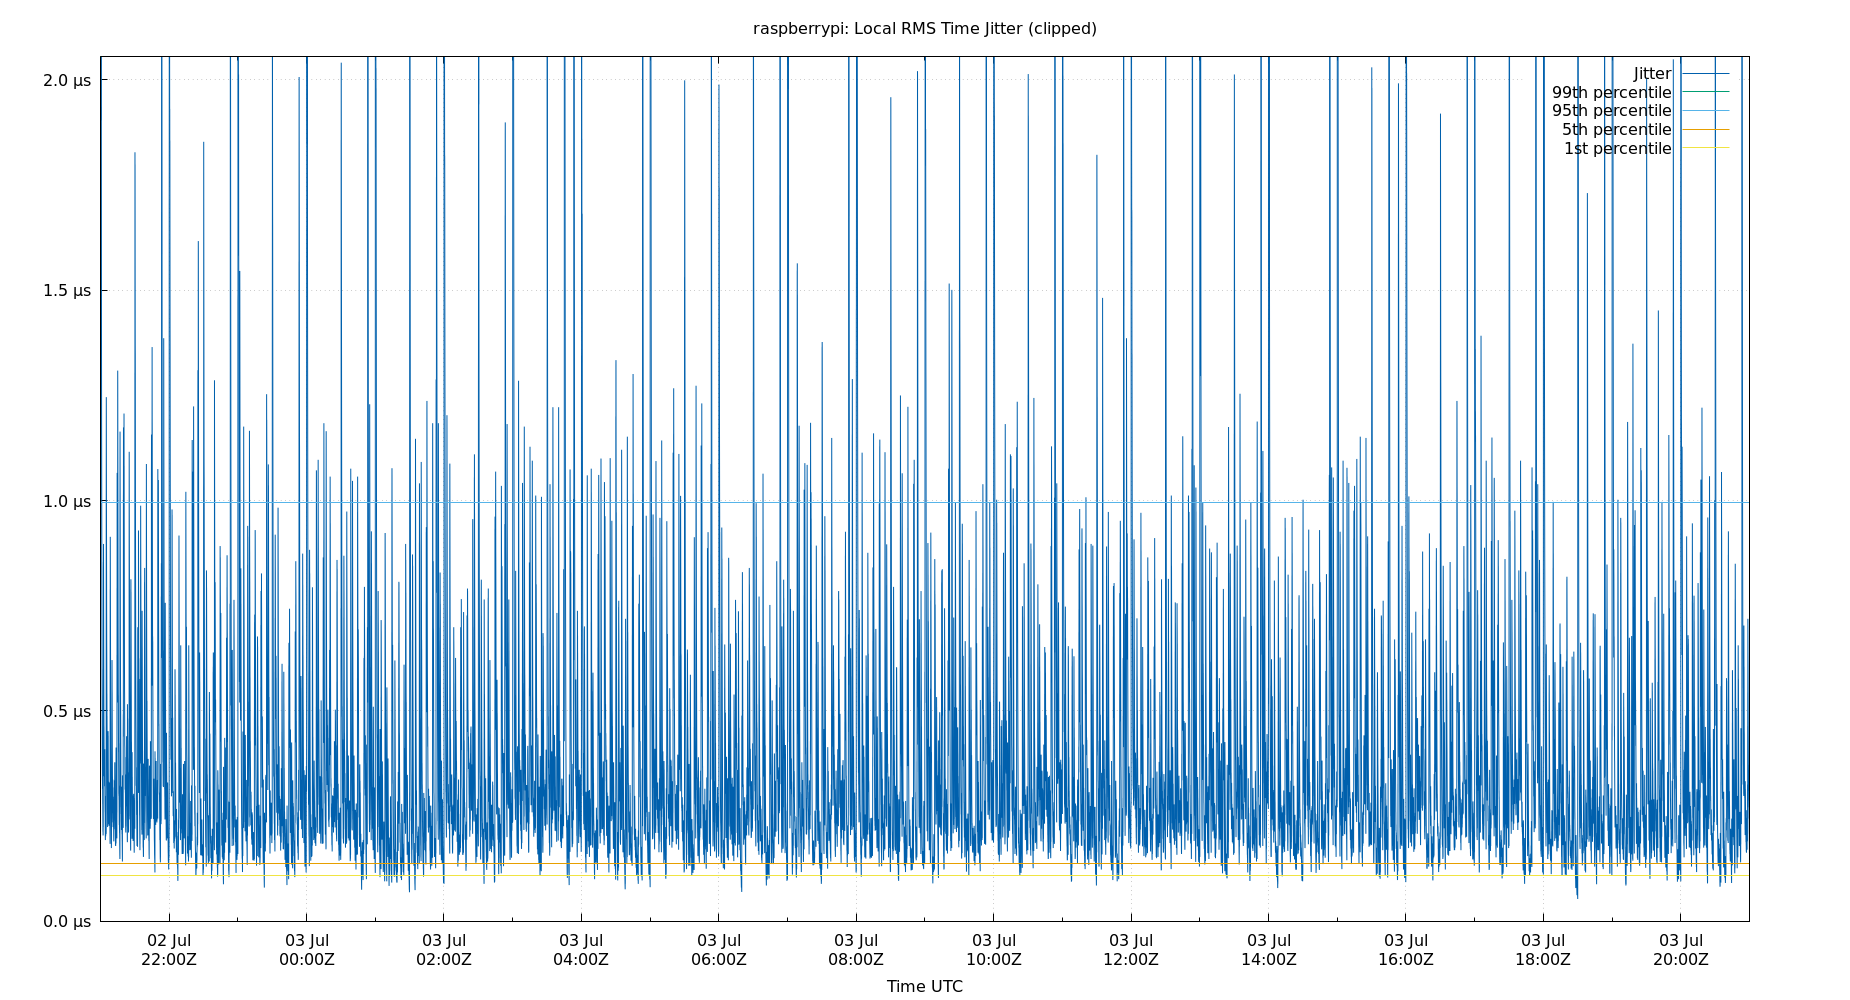 raspberrypi: Local RMS Time Jitter (clipped)
2.0 µs
1.5 µs
1.0 µs
0.5 µs
0.0 µs
Jitter
99th percentile
95th percentile
5th percentile
1st percentile
02 Jul 03 Jul 03 Jul 03 Jul 03 Jul 03 Jul 03 Jul 03 Jul 03 Jul 03 Jul 03 Jul 03 Jul
22:00Z 00:00Z 02:00Z 04:00Z 06:00Z 08:00Z 10:00Z 12:00Z 14:00Z 16:00Z 18:00Z 20:00Z
Time UTC